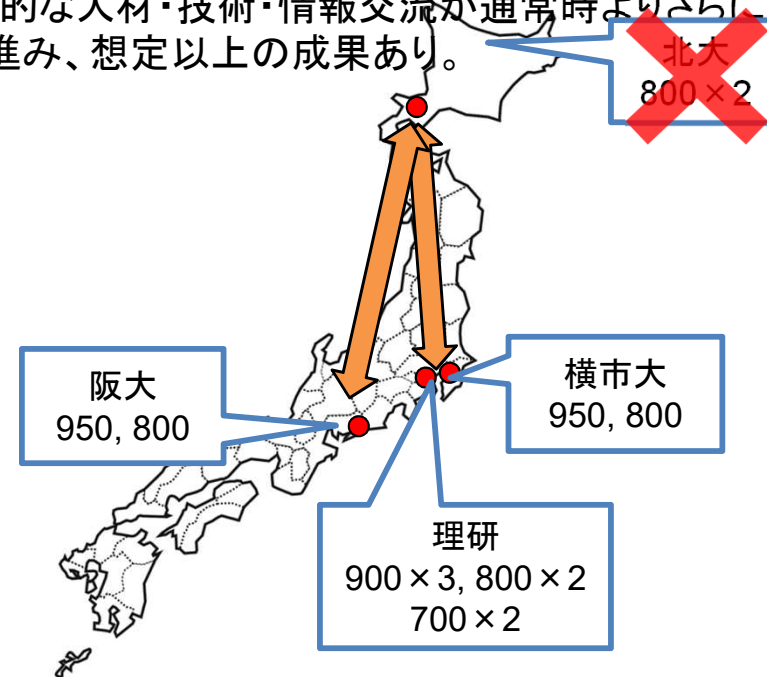 的な人材・技術・情報交流が通常時よりさらに
進み、想定以上の成果あり。
北大
800×2
阪大
950, 800
横市大
950, 800
理研
900×3, 800×2
700×2